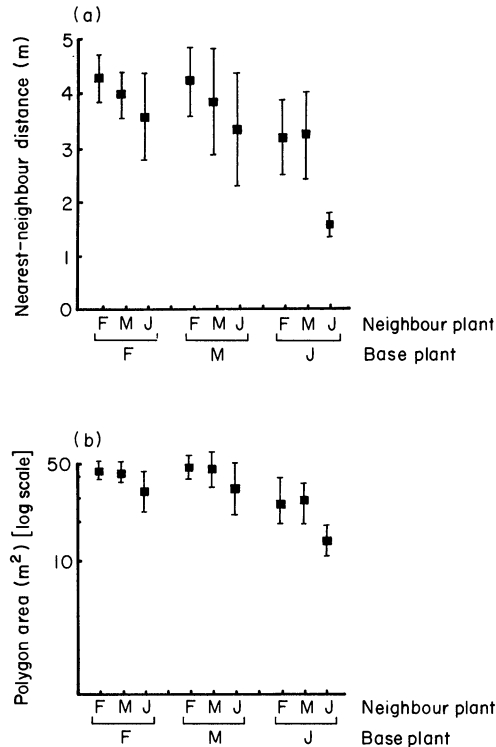 (a)
Nearest-neighbour distance (m)
5
4
3
2
1
0
F M J F M J F M J Neighbour plant
F M J Base plant
(b)
Polygon area (m²) [log scale]
50
10
F M J F M J F M J Neighbour plant
F M J Base plant